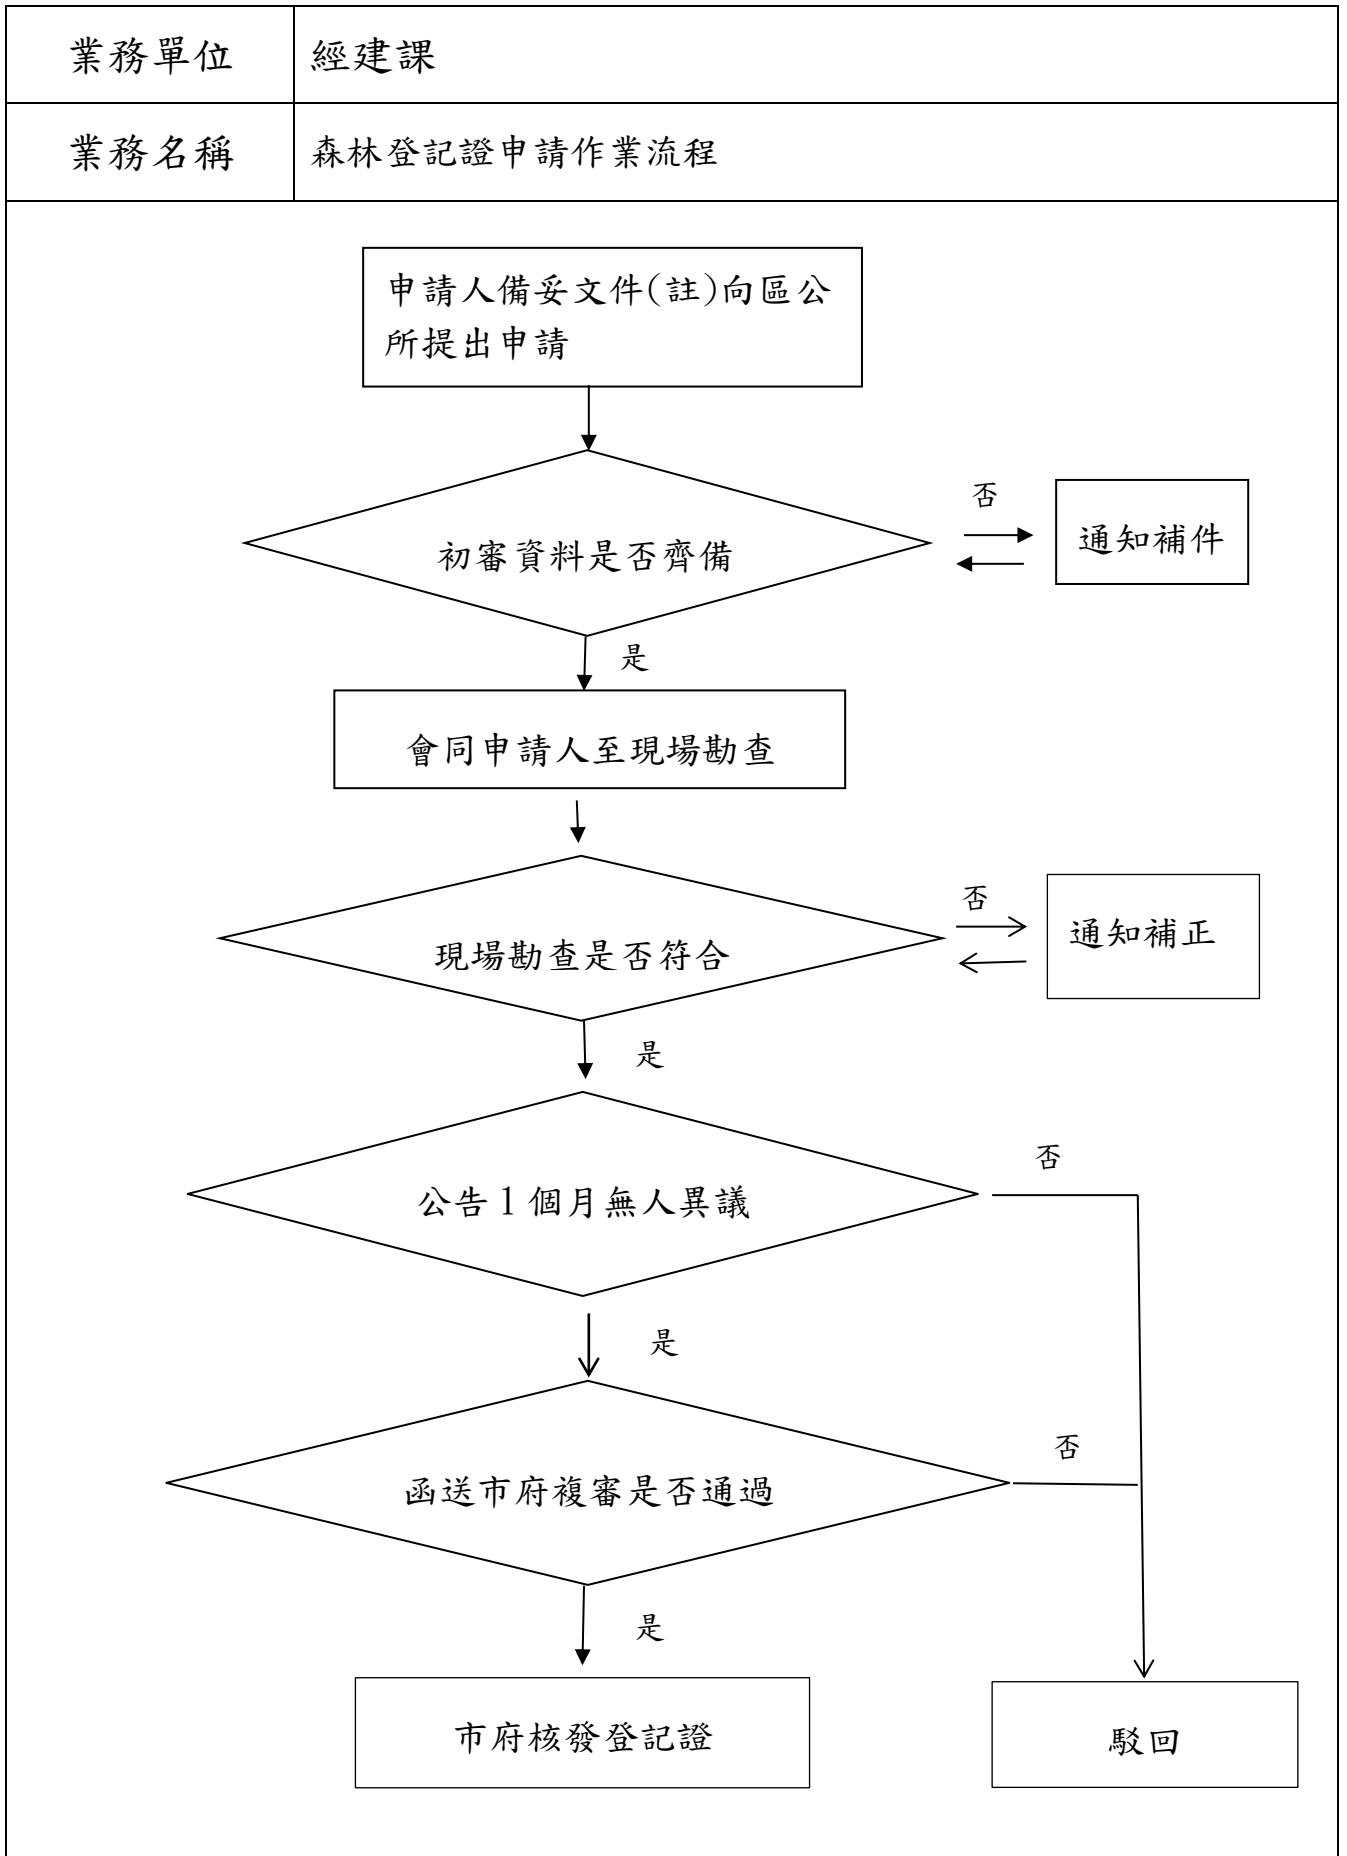 業務單位
經建課
業務名稱
森林登記證申請作業流程
申請人備妥文件(註)向區公
所提出申請
初審資料是否齊備
否
通知補件
是
會同申請人至現場勘查
現場勘查是否符合
否
通知補正
是
公告1個月無人異議
否
是
函送市府複審是否通過
否
是
市府核發登記證
駁回